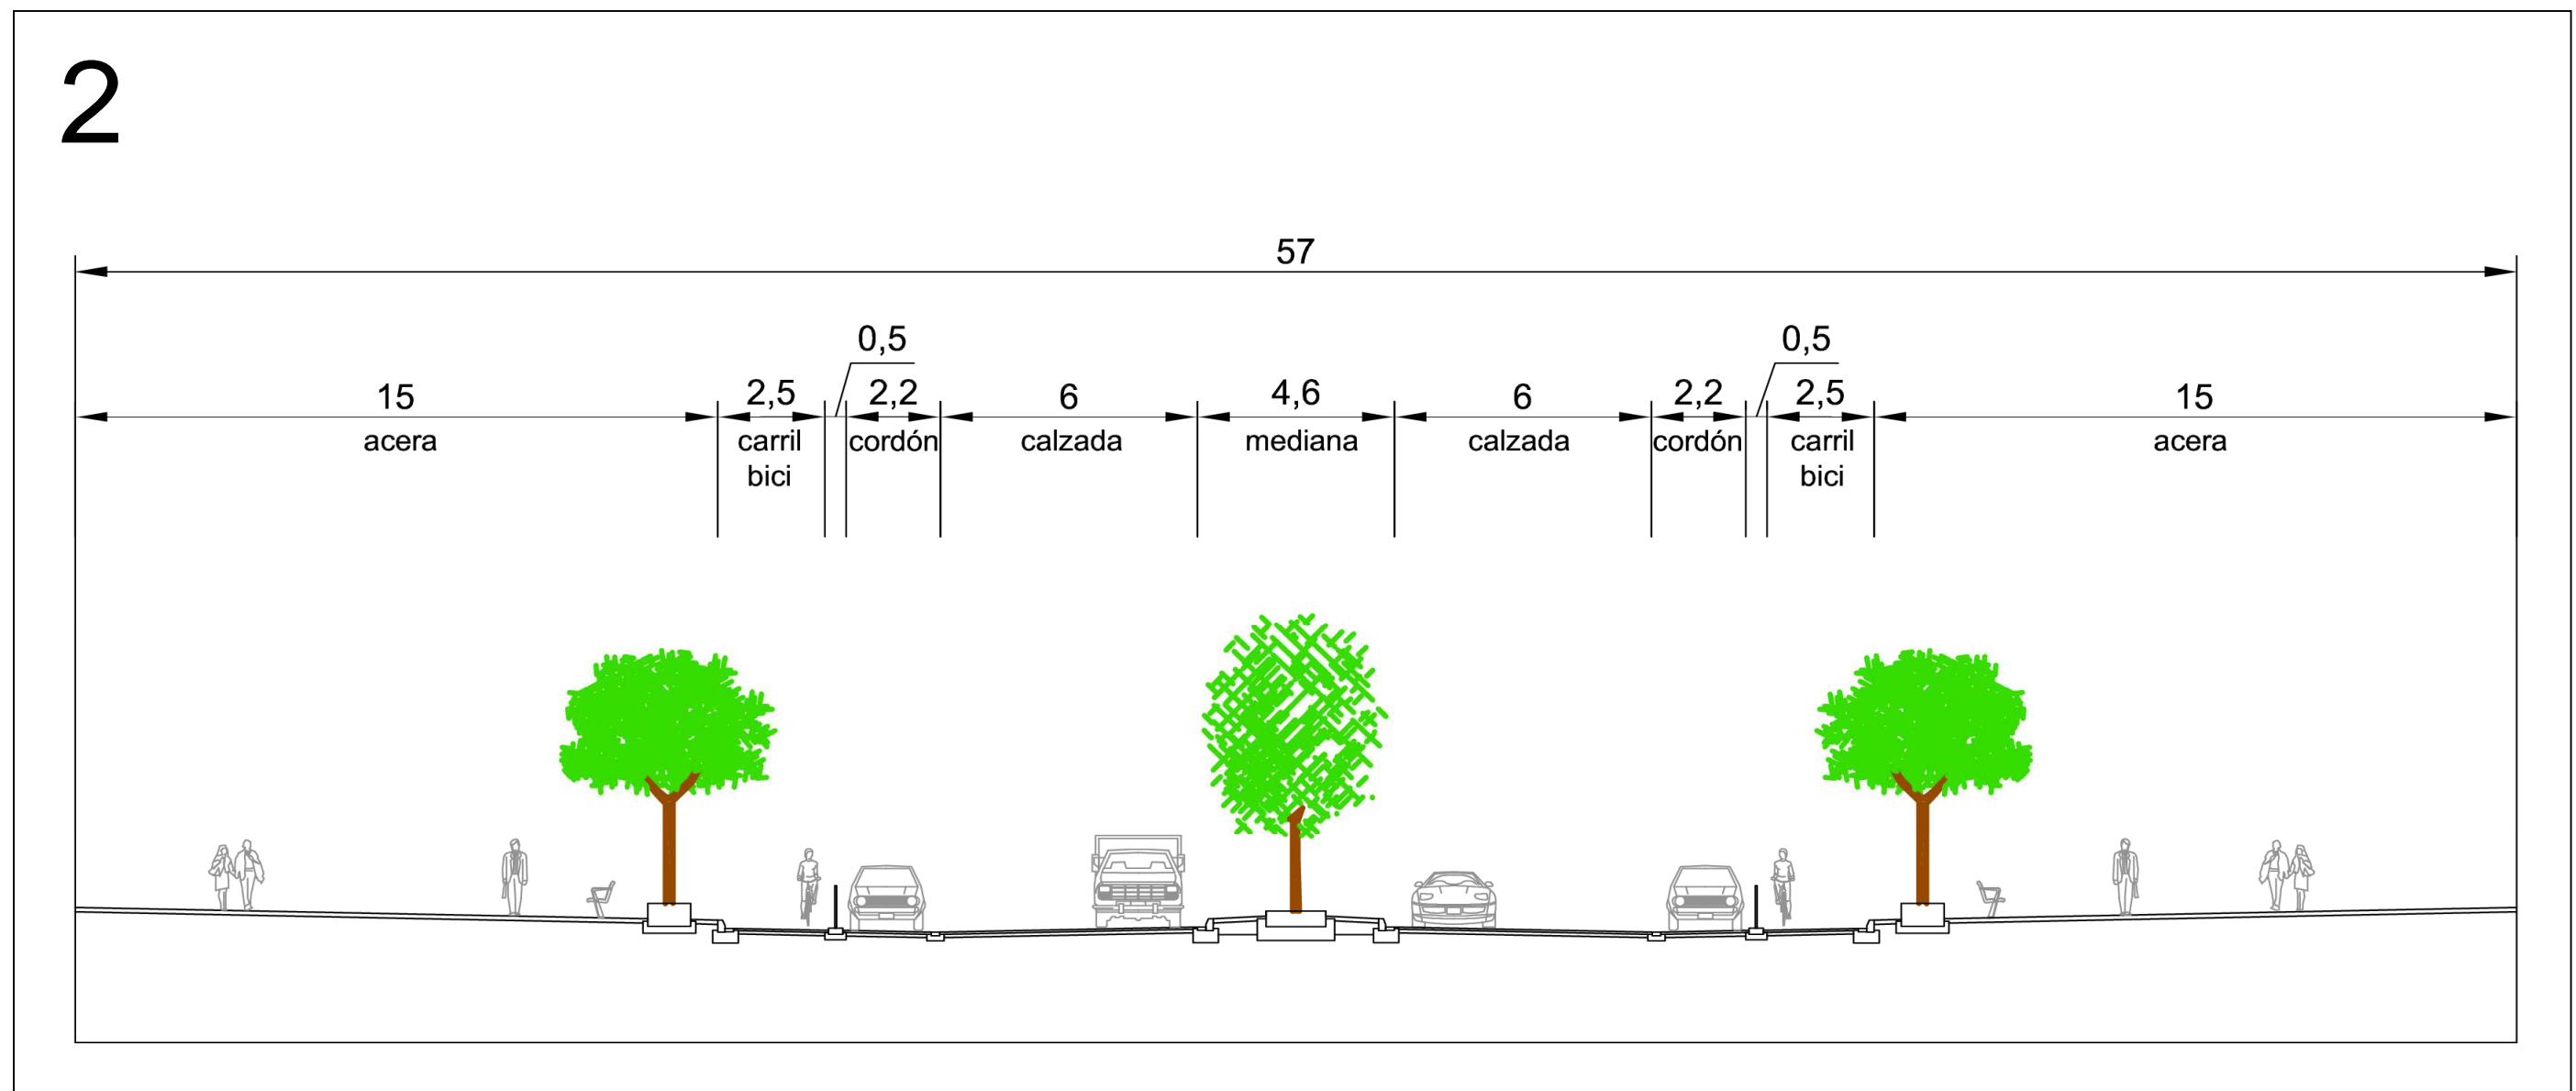 2
57
0,5 0,5
15 2,5 2,2 6 4,6 6 2,2 2,5 15
acera carril cordón calzada mediana calzada cordón carril acera
bici bici